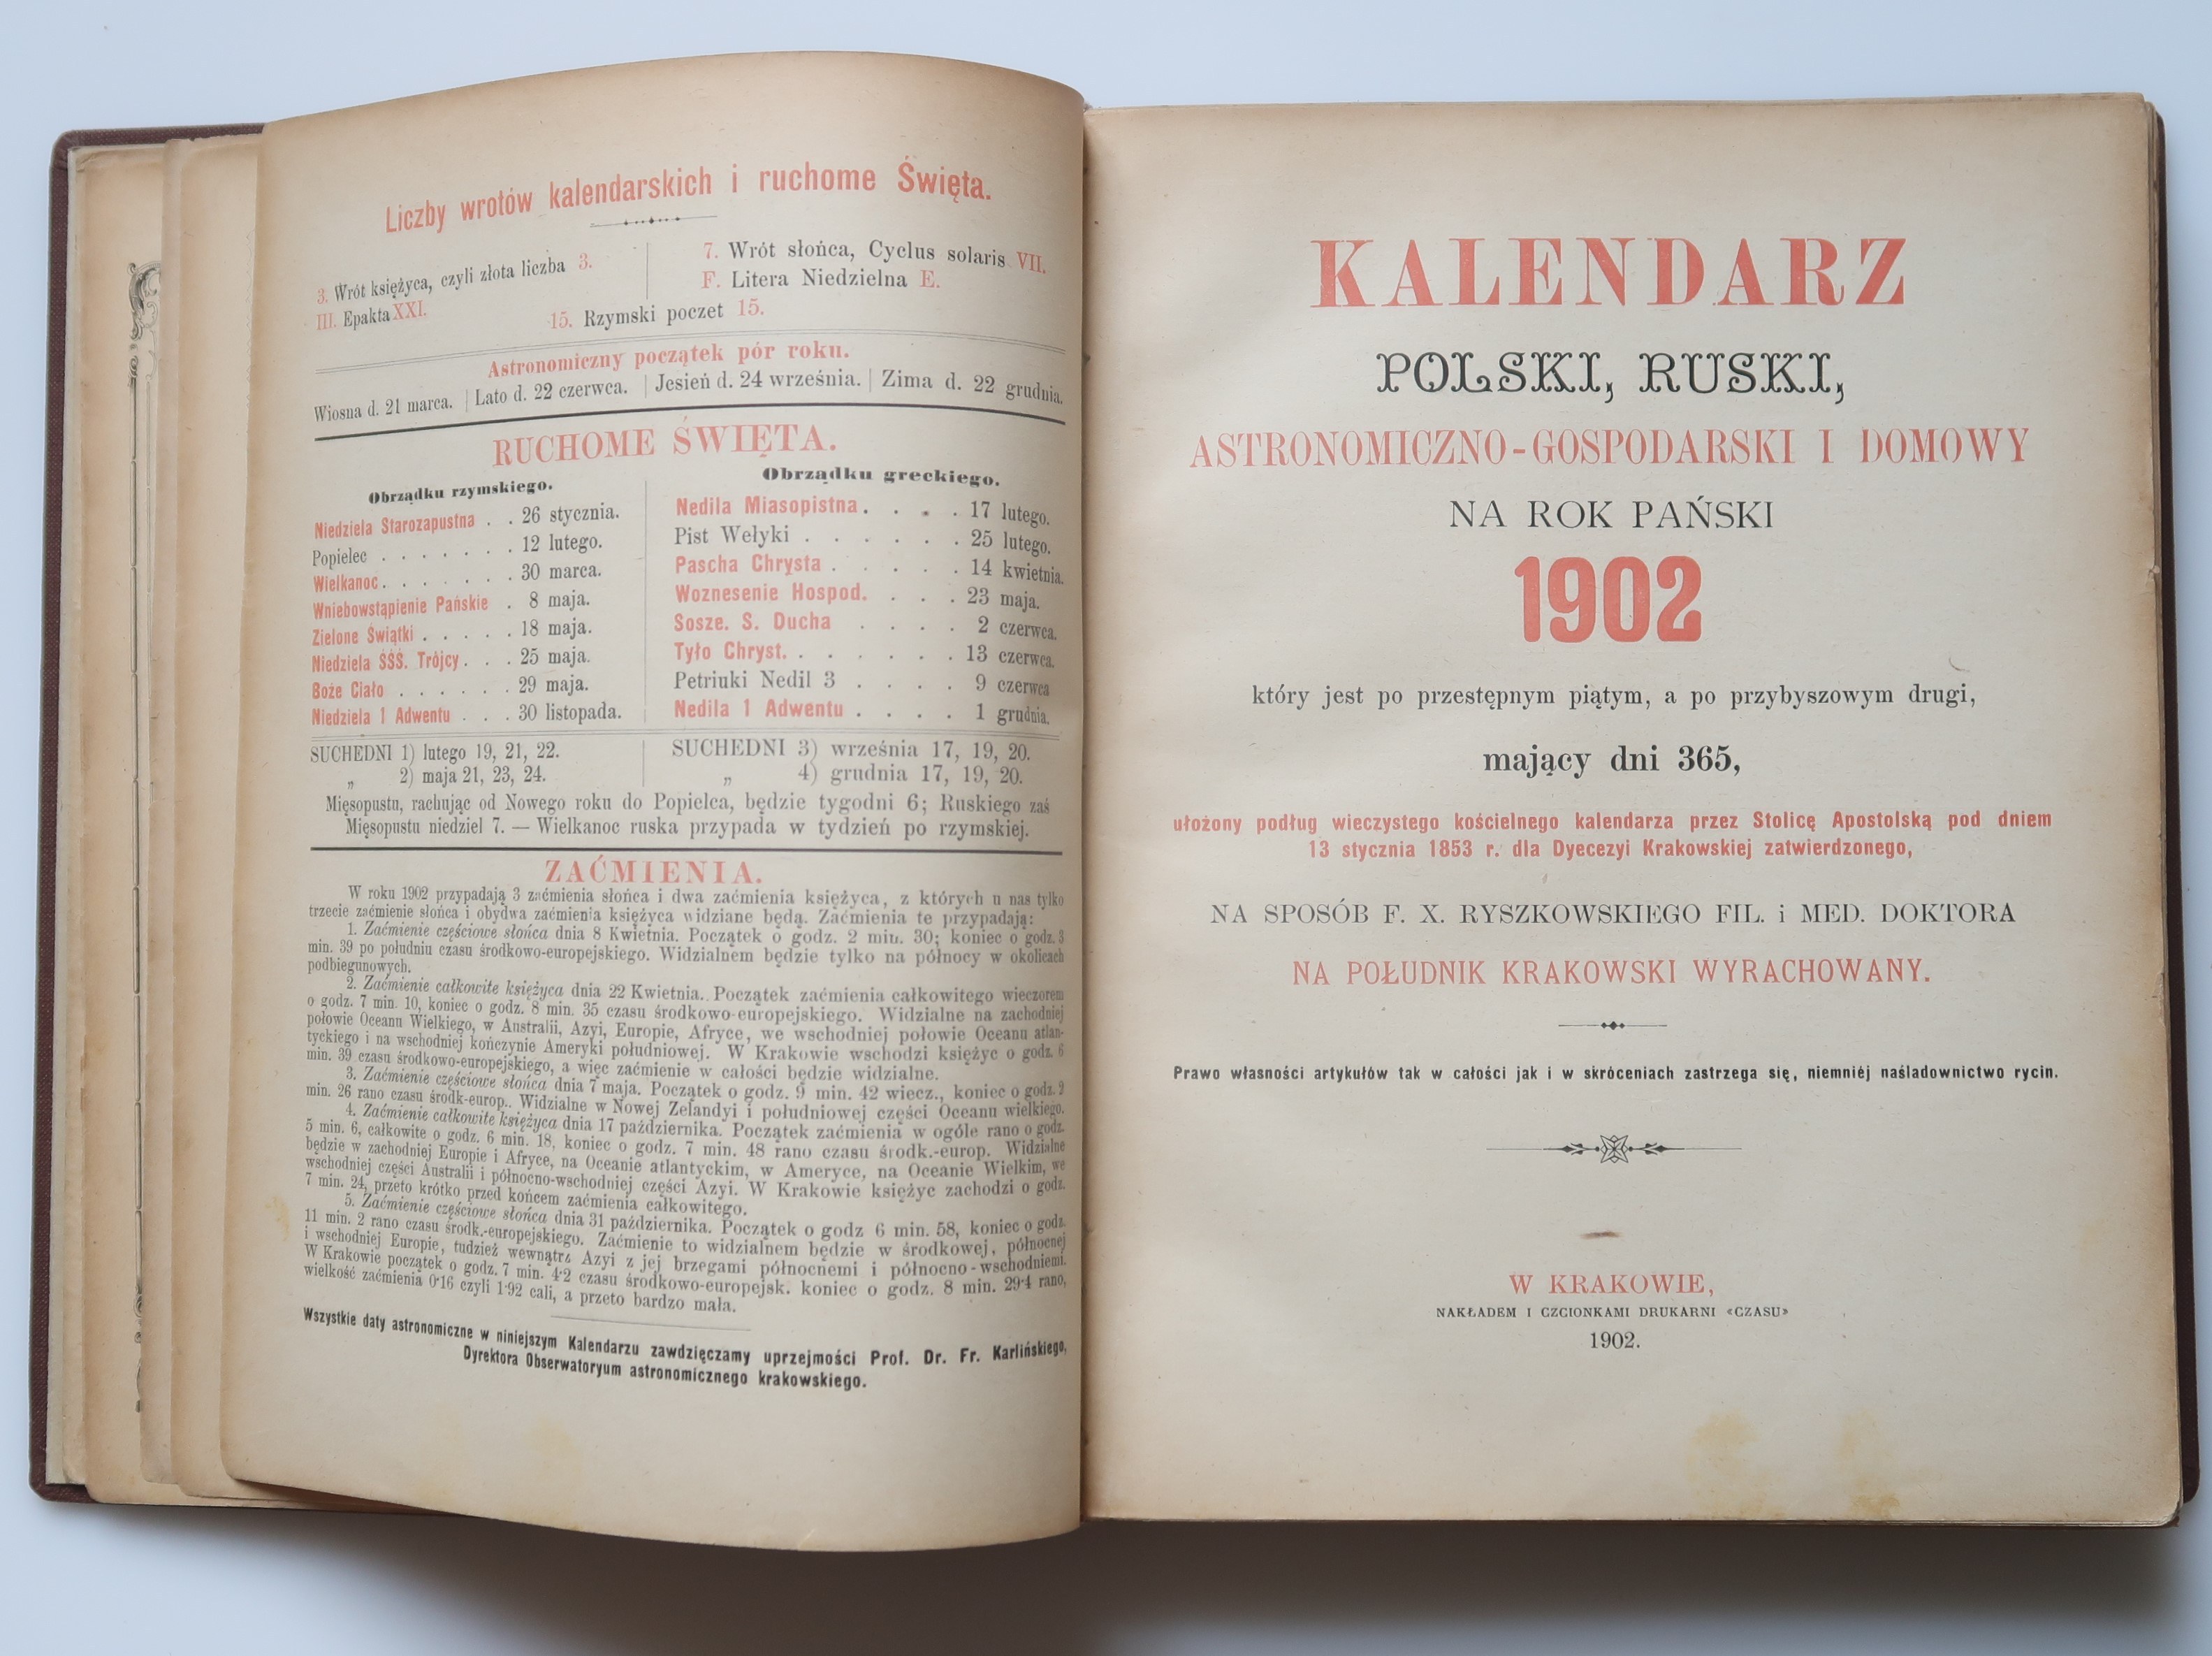 Liczby wrotów kalendarskich i ruchome Święta.
3. Wrót księżyca, czyli złota liczba 3.
III. Epakta XXI.
7. Wrót słońca, Cyclus solaris VII.
F. Litera Niedzielna E.
15. Rzymski poczet 15.
Astronomiczny początek pór roku.
Wiosna d. 21 marca. | Lato d. 22 czerwca. | Jesień d. 24 września. | Zima d. 22 grudnia.
RUCHOME ŚWIĘTA.
Obrządku rzymskiego.
Niedziela Starozapustna . . 26 stycznia.
Popielec . . . . . . . 12 lutego.
Wielkanoc . . . . . . . 30 marca.
Wniebowstąpienie Pańskie . 8 maja.
Zielone Świątki . . . . . 18 maja.
Niedziela ŚŚŚ. Trójcy . . . 25 maja.
Boże Ciało . . . . . . 29 maja.
Niedziela 1 Adwentu . . . 30 listopada.
Obrządku greckiego.
Nedila Miasopistna . . . . 17 lutego.
Pist Wełyki . . . . . . 25 lutego.
Pascha Chrysta . . . . . 14 kwietnia.
Woznesenie Hospod. . . . 23 maja.
Sosze. S. Ducha . . . . 2 czerwca.
Tyło Chryst. . . . . . . 13 czerwca.
Petriuki Nedil 3 . . . . 9 czerwca
Nedila 1 Adwentu . . . . 1 grudnia.
SUCHEDNI 1) lutego 19, 21, 22.
„ 2) maja 21, 23, 24.
SUCHEDNI 3) września 17, 19, 20.
„ 4) grudnia 17, 19, 20.
Mięsopustu, rachując od Nowego roku do Popielca, będzie tygodni 6; Ruskiego zaś
Mięsopustu niedziel 7. — Wielkanoc ruska przypada w tydzień po rzymskiej.
ZAĆMIENIA.
W roku 1902 przypadają 3 zaćmienia słońca i dwa zaćmienia księżyca, z których u nas tylko
trzecie zaćmienie słońca i obydwa zaćmienia księżyca widziane będą. Zaćmienia te przypadają:
1. Zaćmienie częściowe słońca dnia 8 Kwietnia. Początek o godz. 2 min. 30; koniec o godz. 3
min. 39 po południu czasu środkowo-europejskiego. Widzialnem będzie tylko na północy w okolicach
podbiegunowych.
2. Zaćmienie całkowite księżyca dnia 22 Kwietnia. Początek zaćmienia całkowitego wieczorem
o godz. 7 min. 10, koniec o godz. 8 min. 35 czasu środkowo-europejskiego. Widzialne na zachodniej
połowie Oceanu Wielkiego, w Australii, Azyi, Europie, Afryce, we wschodniej połowie Oceanu atlan-
tyckiego i na wschodniej kończynie Ameryki południowej. W Krakowie wschodzi księżyc o godz. 6
min. 39 czasu środkowo-europejskiego, a więc zaćmienie w całości będzie widzialne.
3. Zaćmienie częściowe słońca dnia 7 maja. Początek o godz. 9 min. 42 wiecz., koniec o godz. 9
min. 26 rano czasu środk-europ.. Widzialne w Nowej Zelandyi i południowej części Oceanu wielkiego.
4. Zaćmienie całkowite księżyca dnia 17 października. Początek zaćmienia w ogóle rano o godz.
5 min. 6, całkowite o godz. 6 min. 18, koniec o godz. 7 min. 48 rano czasu środk.-europ. Widzialne
będzie w zachodniej Europie i Afryce, na Oceanie atlantyckim, w Ameryce, na Oceanie Wielkim, we
wschodniej części Australii i północno-wschodniej części Azyi. W Krakowie księżyc zachodzi o godz.
7 min. 24, przeto krótko przed końcem zaćmienia całkowitego.
5. Zaćmienie częściowe słońca dnia 31 października. Początek o godz 6 min. 58, koniec o godz.
11 min. 2 rano czasu środk.-europejskiego. Zaćmienie to widzialnem będzie w środkowej, północnej
i wschodniej Europie, tudzież wewnątrz Azyi z jej brzegami północnemi i północno-wschodniemi.
W Krakowie początek o godz. 7 min. 4·2 czasu środkowo-europejsk. koniec o godz. 8 min. 29·4 rano,
wielkość zaćmienia 0·16 czyli 1·92 cali, a przeto bardzo mała.
Wszystkie daty astronomiczne w niniejszym Kalendarzu zawdzięczamy uprzejmości Prof. Dr. Fr. Karlińskiego,
Dyrektora Obserwatoryum astronomicznego krakowskiego.
KALENDARZ
POLSKI, RUSKI,
ASTRONOMICZNO-GOSPODARSKI I DOMOWY
NA ROK PAŃSKI
1902
który jest po przestępnym piątym, a po przybyszowym drugi,
mający dni 365,
ułożony podług wieczystego kościelnego kalendarza przez Stolicę Apostolską pod dniem
13 stycznia 1853 r. dla Dyecezyi Krakowskiej zatwierdzonego,
NA SPOSÓB F. X. RYSZKOWSKIEGO FIL. i MED. DOKTORA
NA POŁUDNIK KRAKOWSKI WYRACHOWANY.
Prawo własności artykułów tak w całości jak i w skróceniach zastrzega się, niemniéj naśladownictwo rycin.
W KRAKOWIE,
NAKŁADEM I CZCIONKAMI DRUKARNI «CZASU»
1902.